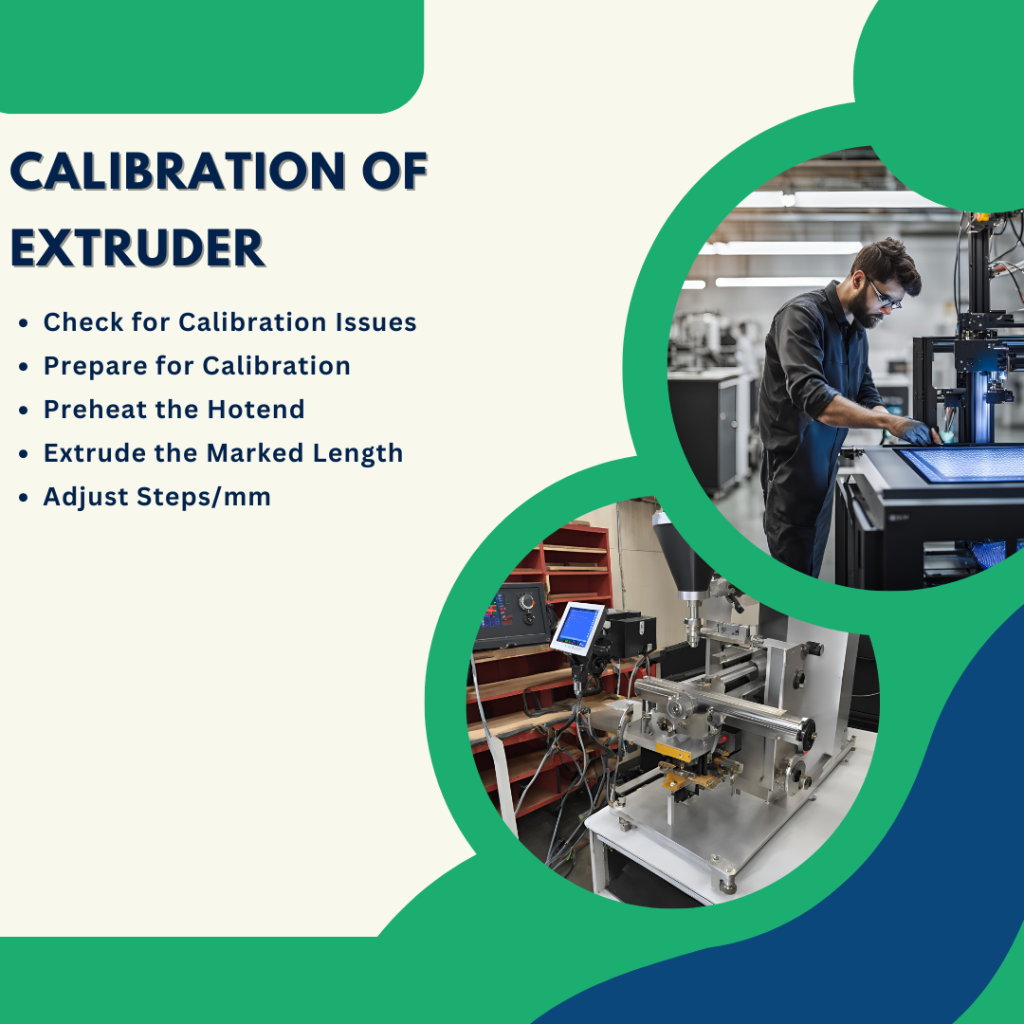 CALIBRATION OF
EXTRUDER
• Check for Calibration Issues
• Prepare for Calibration
• Preheat the Hotend
• Extrude the Marked Length
• Adjust Steps/mm